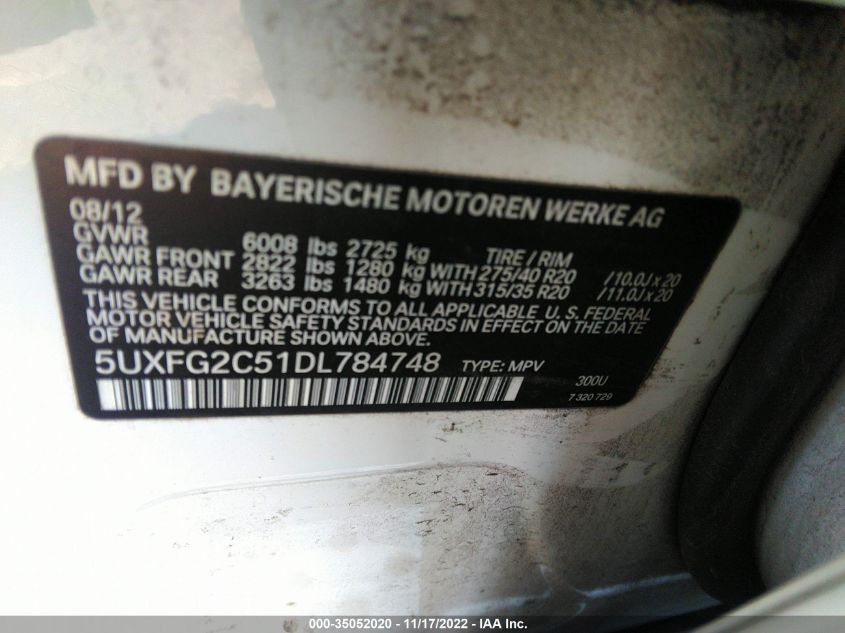 MFD BY BAYERISCHE MOTOREN WERKE AG
08/12
GVWR 6008 lbs 2725 kg TIRE / RIM
GAWR FRONT 2822 lbs 1280 kg WITH 275/40 R20 /10.0J x 20
GAWR REAR 3263 lbs 1480 kg WITH 315/35 R20 /11.0J x 20
THIS VEHICLE CONFORMS TO ALL APPLICABLE U. S. FEDERAL
MOTOR VEHICLE SAFETY STANDARDS IN EFFECT ON THE DATE
OF MANUFACTURE SHOWN ABOVE.
5UXFG2C51DL784748 TYPE: MPV
300U
7 320 729
000-35052020 - 11/17/2022 - IAA Inc.